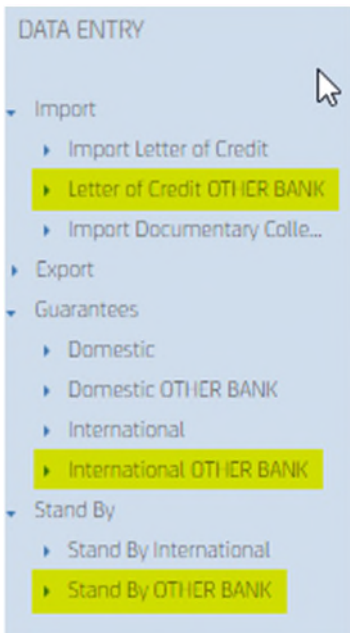 DATA ENTRY
Import
Import Letter of Credit
Letter of Credit OTHER BANK
Import Documentary Colle...
Export
Guarantees
Domestic
Domestic OTHER BANK
International
International OTHER BANK
Stand By
Stand By International
Stand By OTHER BANK